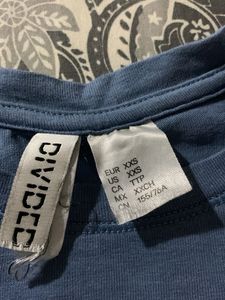 DIVIDED
EUR XXS
US XXS
CA TTP
MX XXCH
CN 155/76A